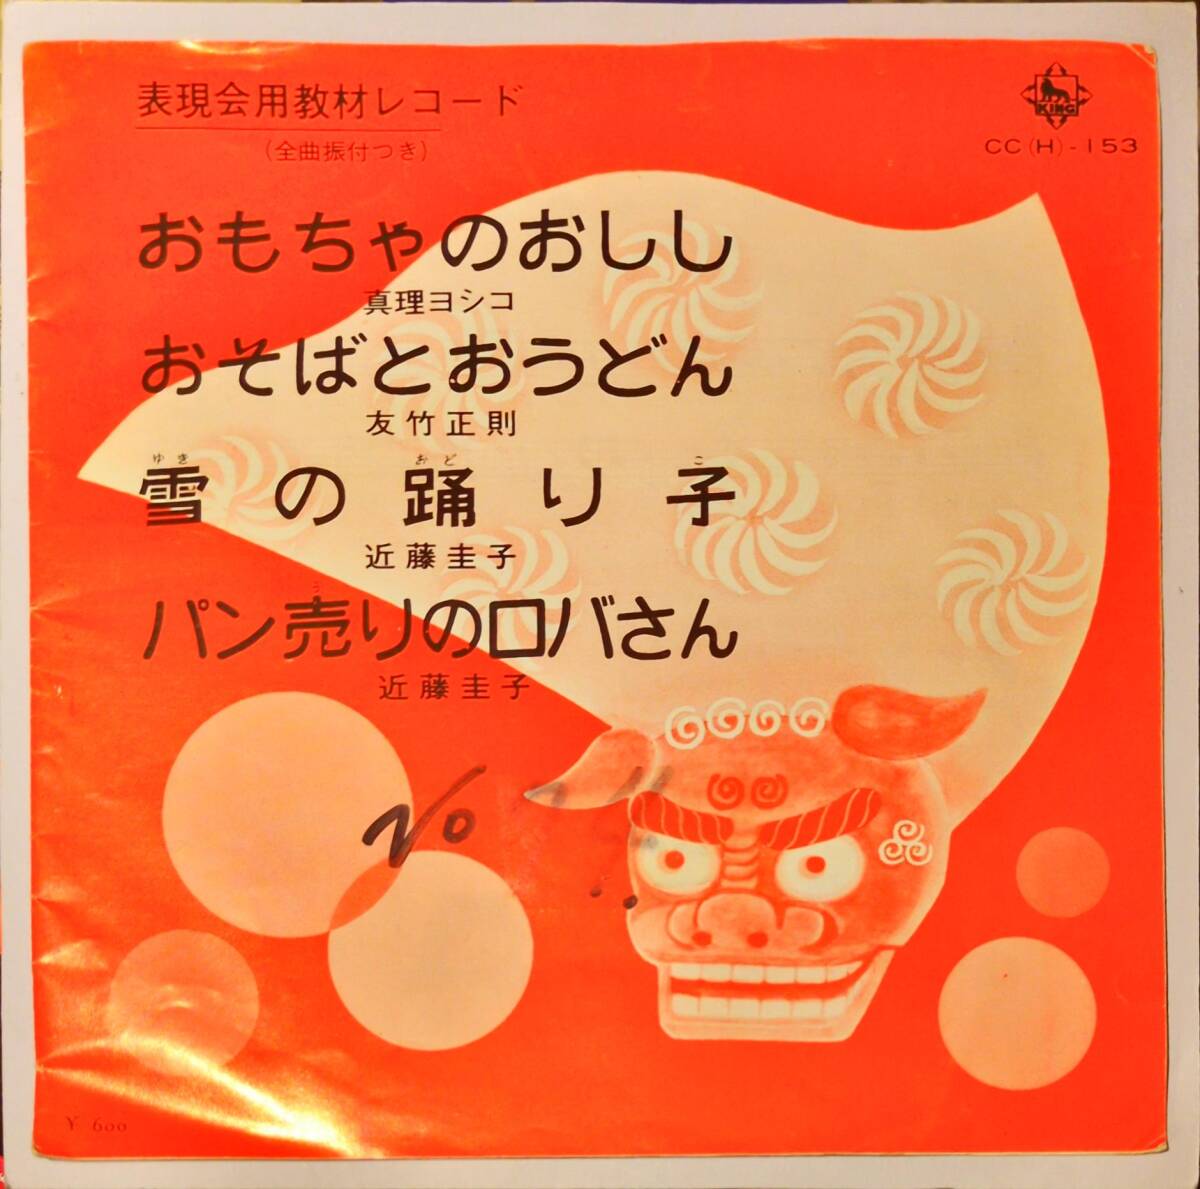 表現会用教材レコード
(全曲振付つき)
KING
CC(H)-153
おもちゃのおしし
真理ヨシコ
おそばとおうどん
友竹正則
ゆき おど こ
雪の踊り子
近藤圭子
う
パン売りのロバさん
近藤圭子
No
¥600